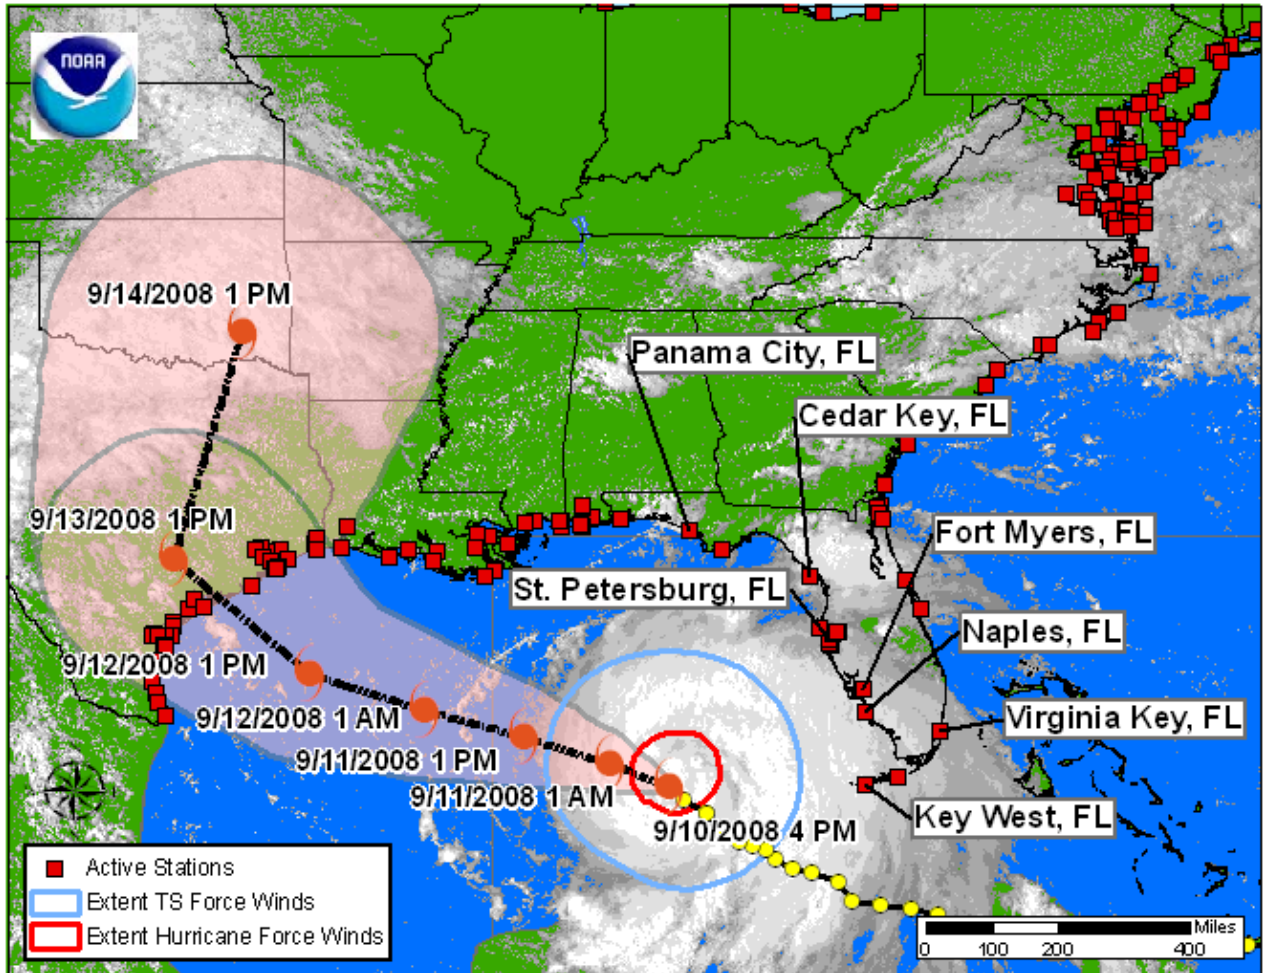 NOAA
9/14/2008 1 PM
Panama City, FL
Cedar Key, FL
9/13/2008 1 PM
Fort Myers, FL
St. Petersburg, FL
Naples, FL
9/12/2008 1 PM
9/12/2008 1 AM
Virginia Key, FL
9/11/2008 1 PM
9/11/2008 1 AM
Key West, FL
9/10/2008 4 PM
Active Stations
Extent TS Force Winds
Extent Hurricane Force Winds
Miles
0 100 200 400